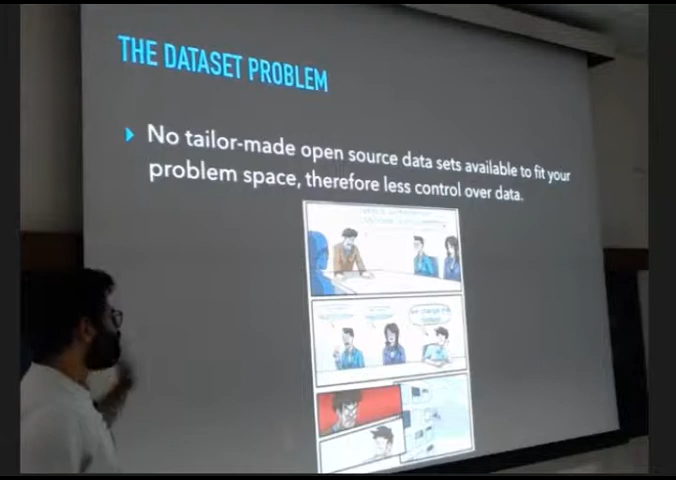 THE DATASET PROBLEM
No tailor-made open source data sets available to fit your
problem space, therefore less control over data.